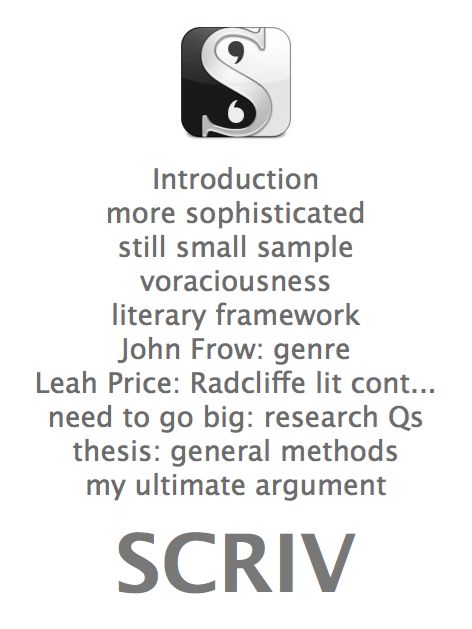 Introduction
more sophisticated
still small sample
voraciousness
literary framework
John Frow: genre
Leah Price: Radcliffe lit cont...
need to go big: research Qs
thesis: general methods
my ultimate argument
SCRIV